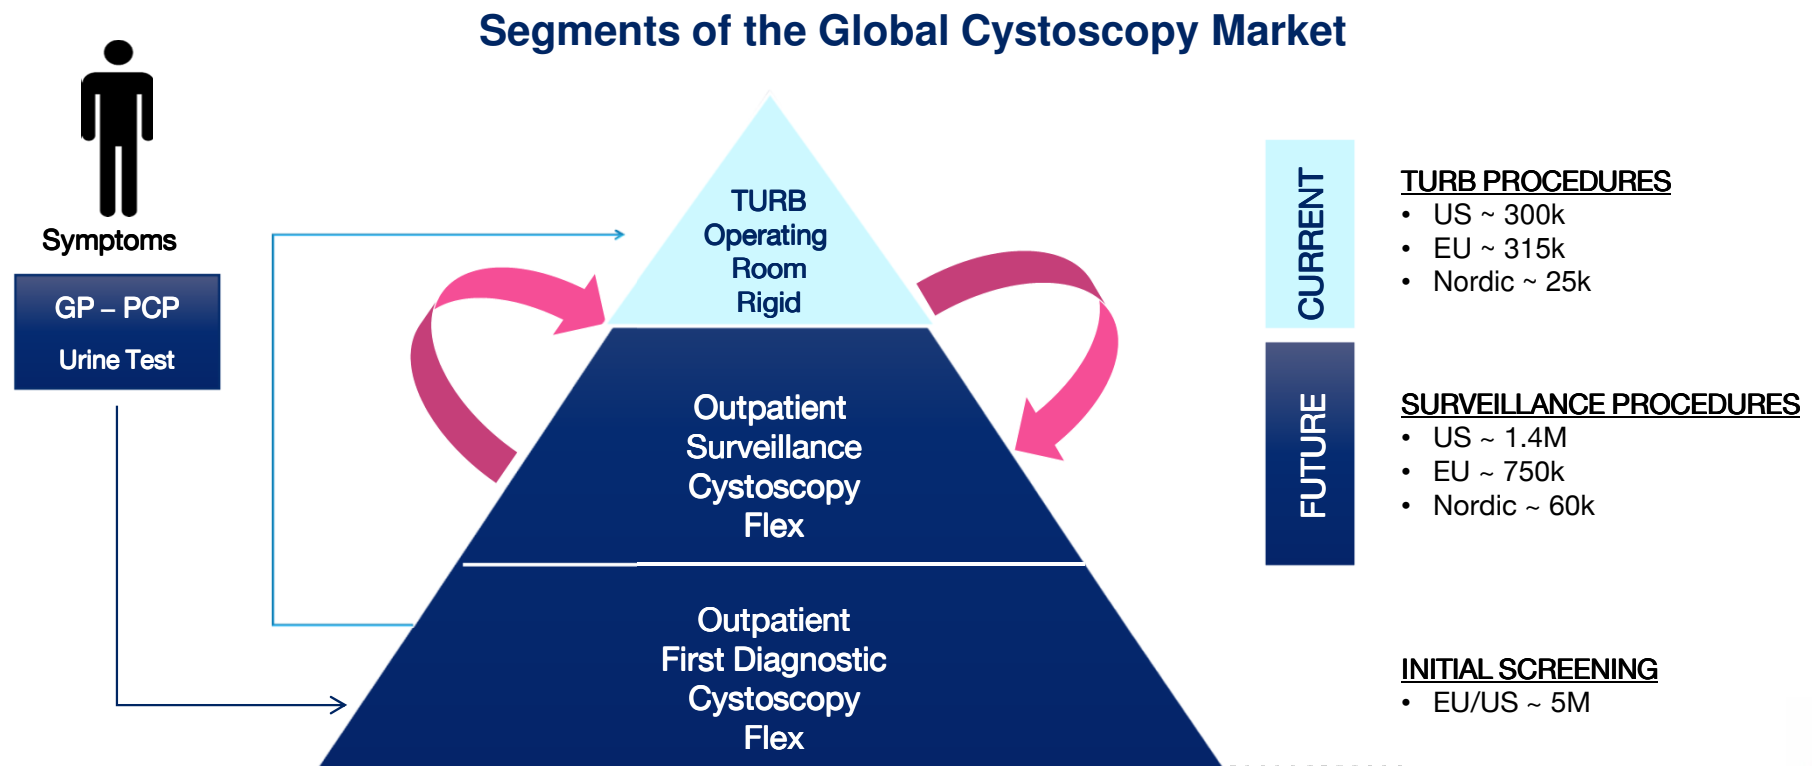 Segments of the Global Cystoscopy Market
Symptoms
GP – PCP
Urine Test
TURB
Operating
Room
Rigid
Outpatient
Surveillance
Cystoscopy
Flex
Outpatient
First Diagnostic
Cystoscopy
Flex
CURRENT
TURB PROCEDURES
• US ~ 300k
• EU ~ 315k
• Nordic ~ 25k
FUTURE
SURVEILLANCE PROCEDURES
• US ~ 1.4M
• EU ~ 750k
• Nordic ~ 60k
INITIAL SCREENING
• EU/US ~ 5M